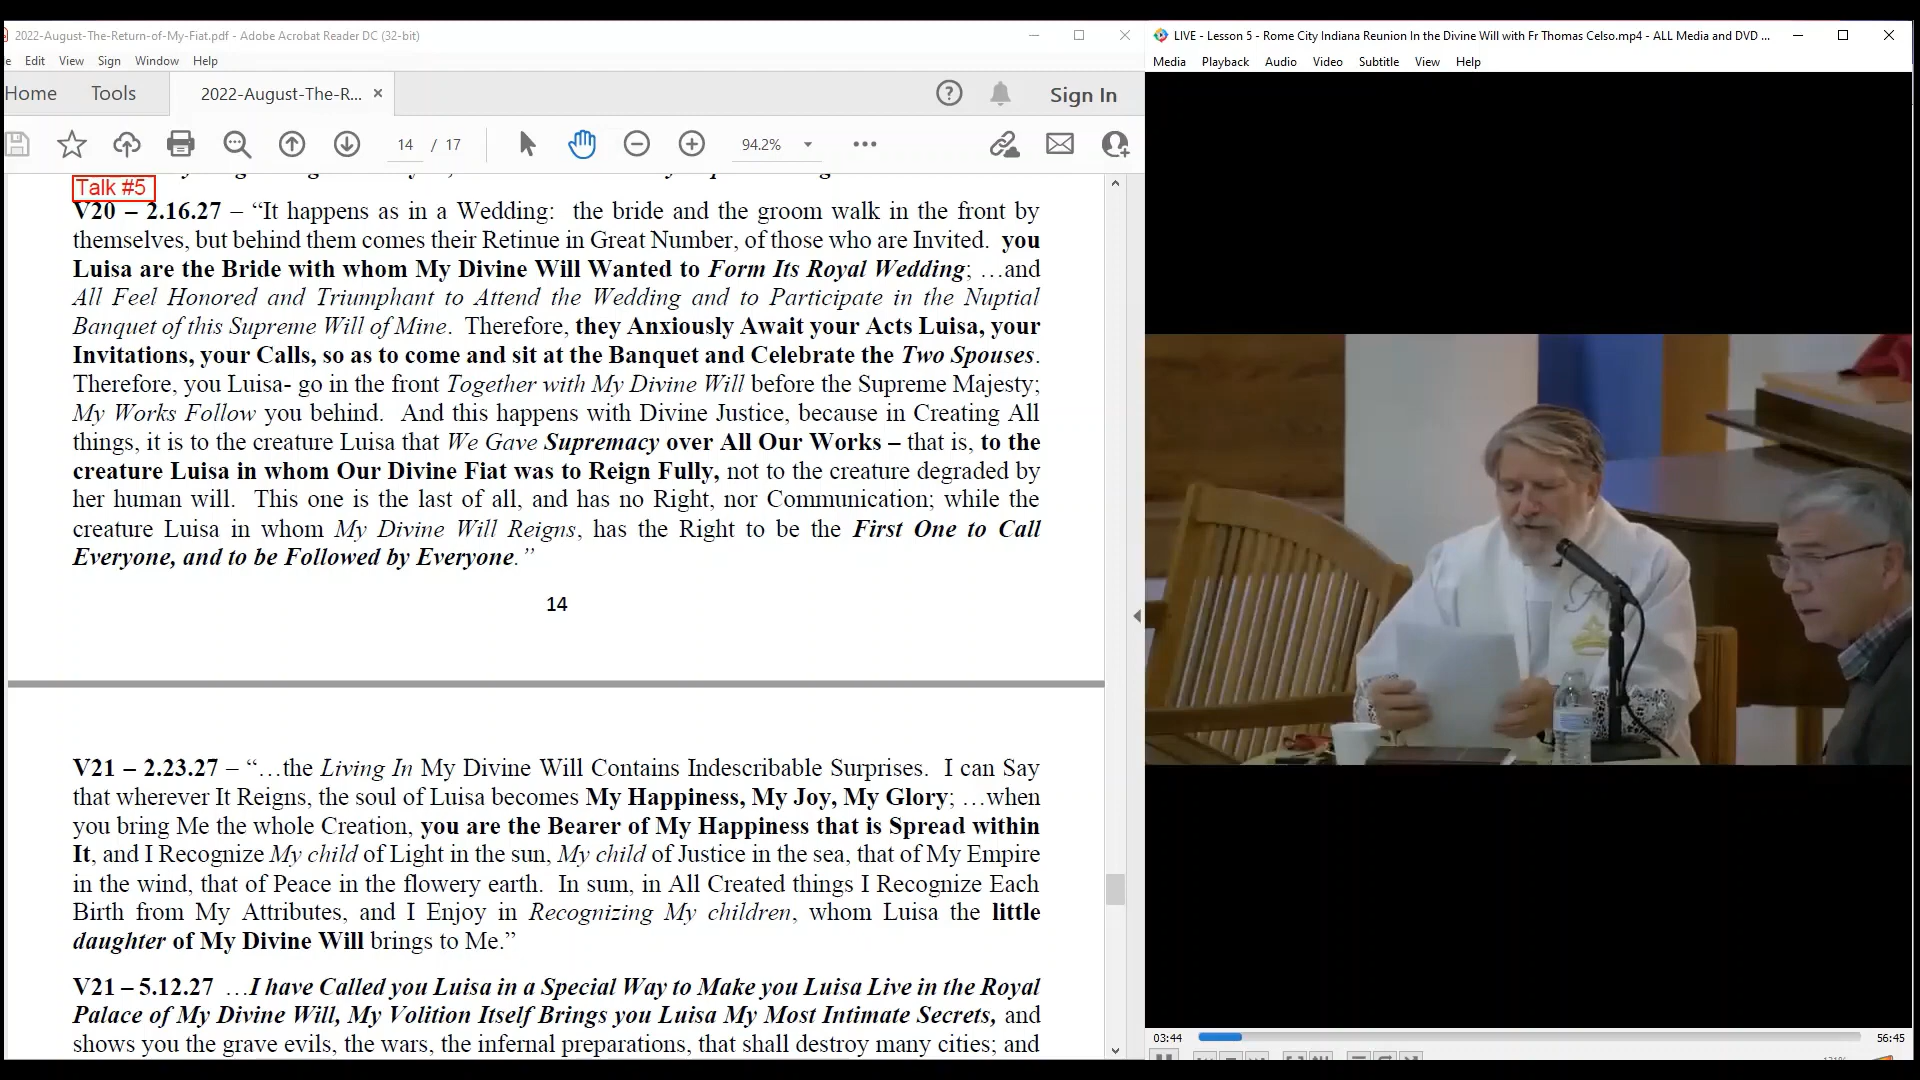 2022-August-The-Return-of-My-Fiat.pdf - Adobe Acrobat Reader DC (32-bit)
e Edit View Sign Window Help
Home Tools 2022-August-The-R... ×
Sign In
14 / 17 94.2%
Talk #5
V20 – 2.16.27 – “It happens as in a Wedding: the bride and the groom walk in the front by
themselves, but behind them comes their Retinue in Great Number, of those who are Invited. you
Luisa are the Bride with whom My Divine Will Wanted to Form Its Royal Wedding; …and
All Feel Honored and Triumphant to Attend the Wedding and to Participate in the Nuptial
Banquet of this Supreme Will of Mine. Therefore, they Anxiously Await your Acts Luisa, your
Invitations, your Calls, so as to come and sit at the Banquet and Celebrate the Two Spouses.
Therefore, you Luisa- go in the front Together with My Divine Will before the Supreme Majesty;
My Works Follow you behind. And this happens with Divine Justice, because in Creating All
things, it is to the creature Luisa that We Gave Supremacy over All Our Works – that is, to the
creature Luisa in whom Our Divine Fiat was to Reign Fully, not to the creature degraded by
her human will. This one is the last of all, and has no Right, nor Communication; while the
creature Luisa in whom My Divine Will Reigns, has the Right to be the First One to Call
Everyone, and to be Followed by Everyone.”
14
V21 – 2.23.27 – “…the Living In My Divine Will Contains Indescribable Surprises. I can Say
that wherever It Reigns, the soul of Luisa becomes My Happiness, My Joy, My Glory; …when
you bring Me the whole Creation, you are the Bearer of My Happiness that is Spread within
It, and I Recognize My child of Light in the sun, My child of Justice in the sea, that of My Empire
in the wind, that of Peace in the flowery earth. In sum, in All Created things I Recognize Each
Birth from My Attributes, and I Enjoy in Recognizing My children, whom Luisa the little
daughter of My Divine Will brings to Me.”
V21 – 5.12.27 …I have Called you Luisa in a Special Way to Make you Luisa Live in the Royal
Palace of My Divine Will, My Volition Itself Brings you Luisa My Most Intimate Secrets, and
shows you the grave evils, the wars, the infernal preparations, that shall destroy many cities; and
LIVE - Lesson 5 - Rome City Indiana Reunion In the Divine Will with Fr Thomas Celso.mp4 - ALL Media and DVD ...
Media Playback Audio Video Subtitle View Help
03:44 56:45